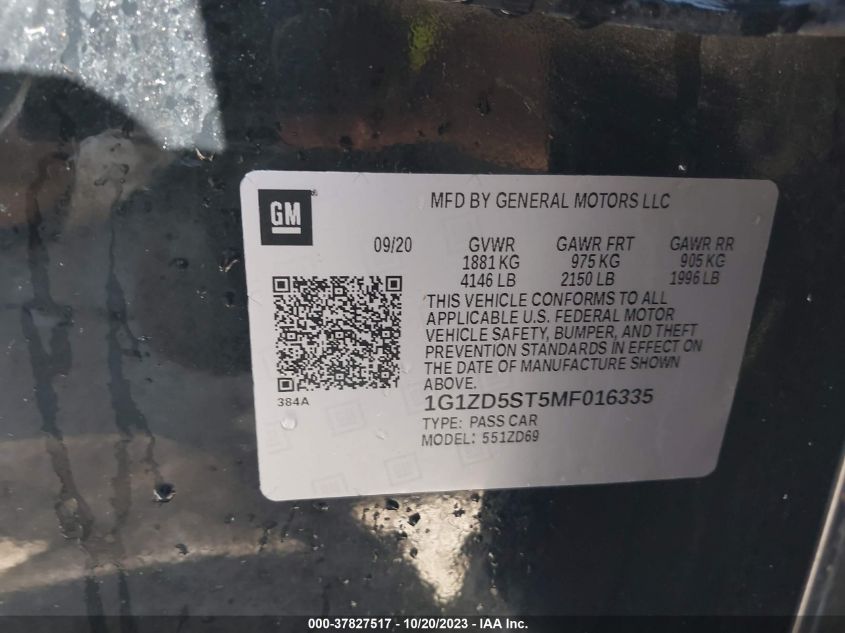 GM
MFD BY GENERAL MOTORS LLC
09/20 GVWR GAWR FRT GAWR RR
1881 KG 975 KG 905 KG
4146 LB 2150 LB 1996 LB
THIS VEHICLE CONFORMS TO ALL
APPLICABLE U.S. FEDERAL MOTOR
VEHICLE SAFETY, BUMPER, AND THEFT
PREVENTION STANDARDS IN EFFECT ON
THE DATE OF MANUFACTURE SHOWN
ABOVE.
384A
1G1ZD5ST5MF016335
TYPE: PASS CAR
MODEL: 551ZD69
000-37827517 - 10/20/2023 - IAA Inc.